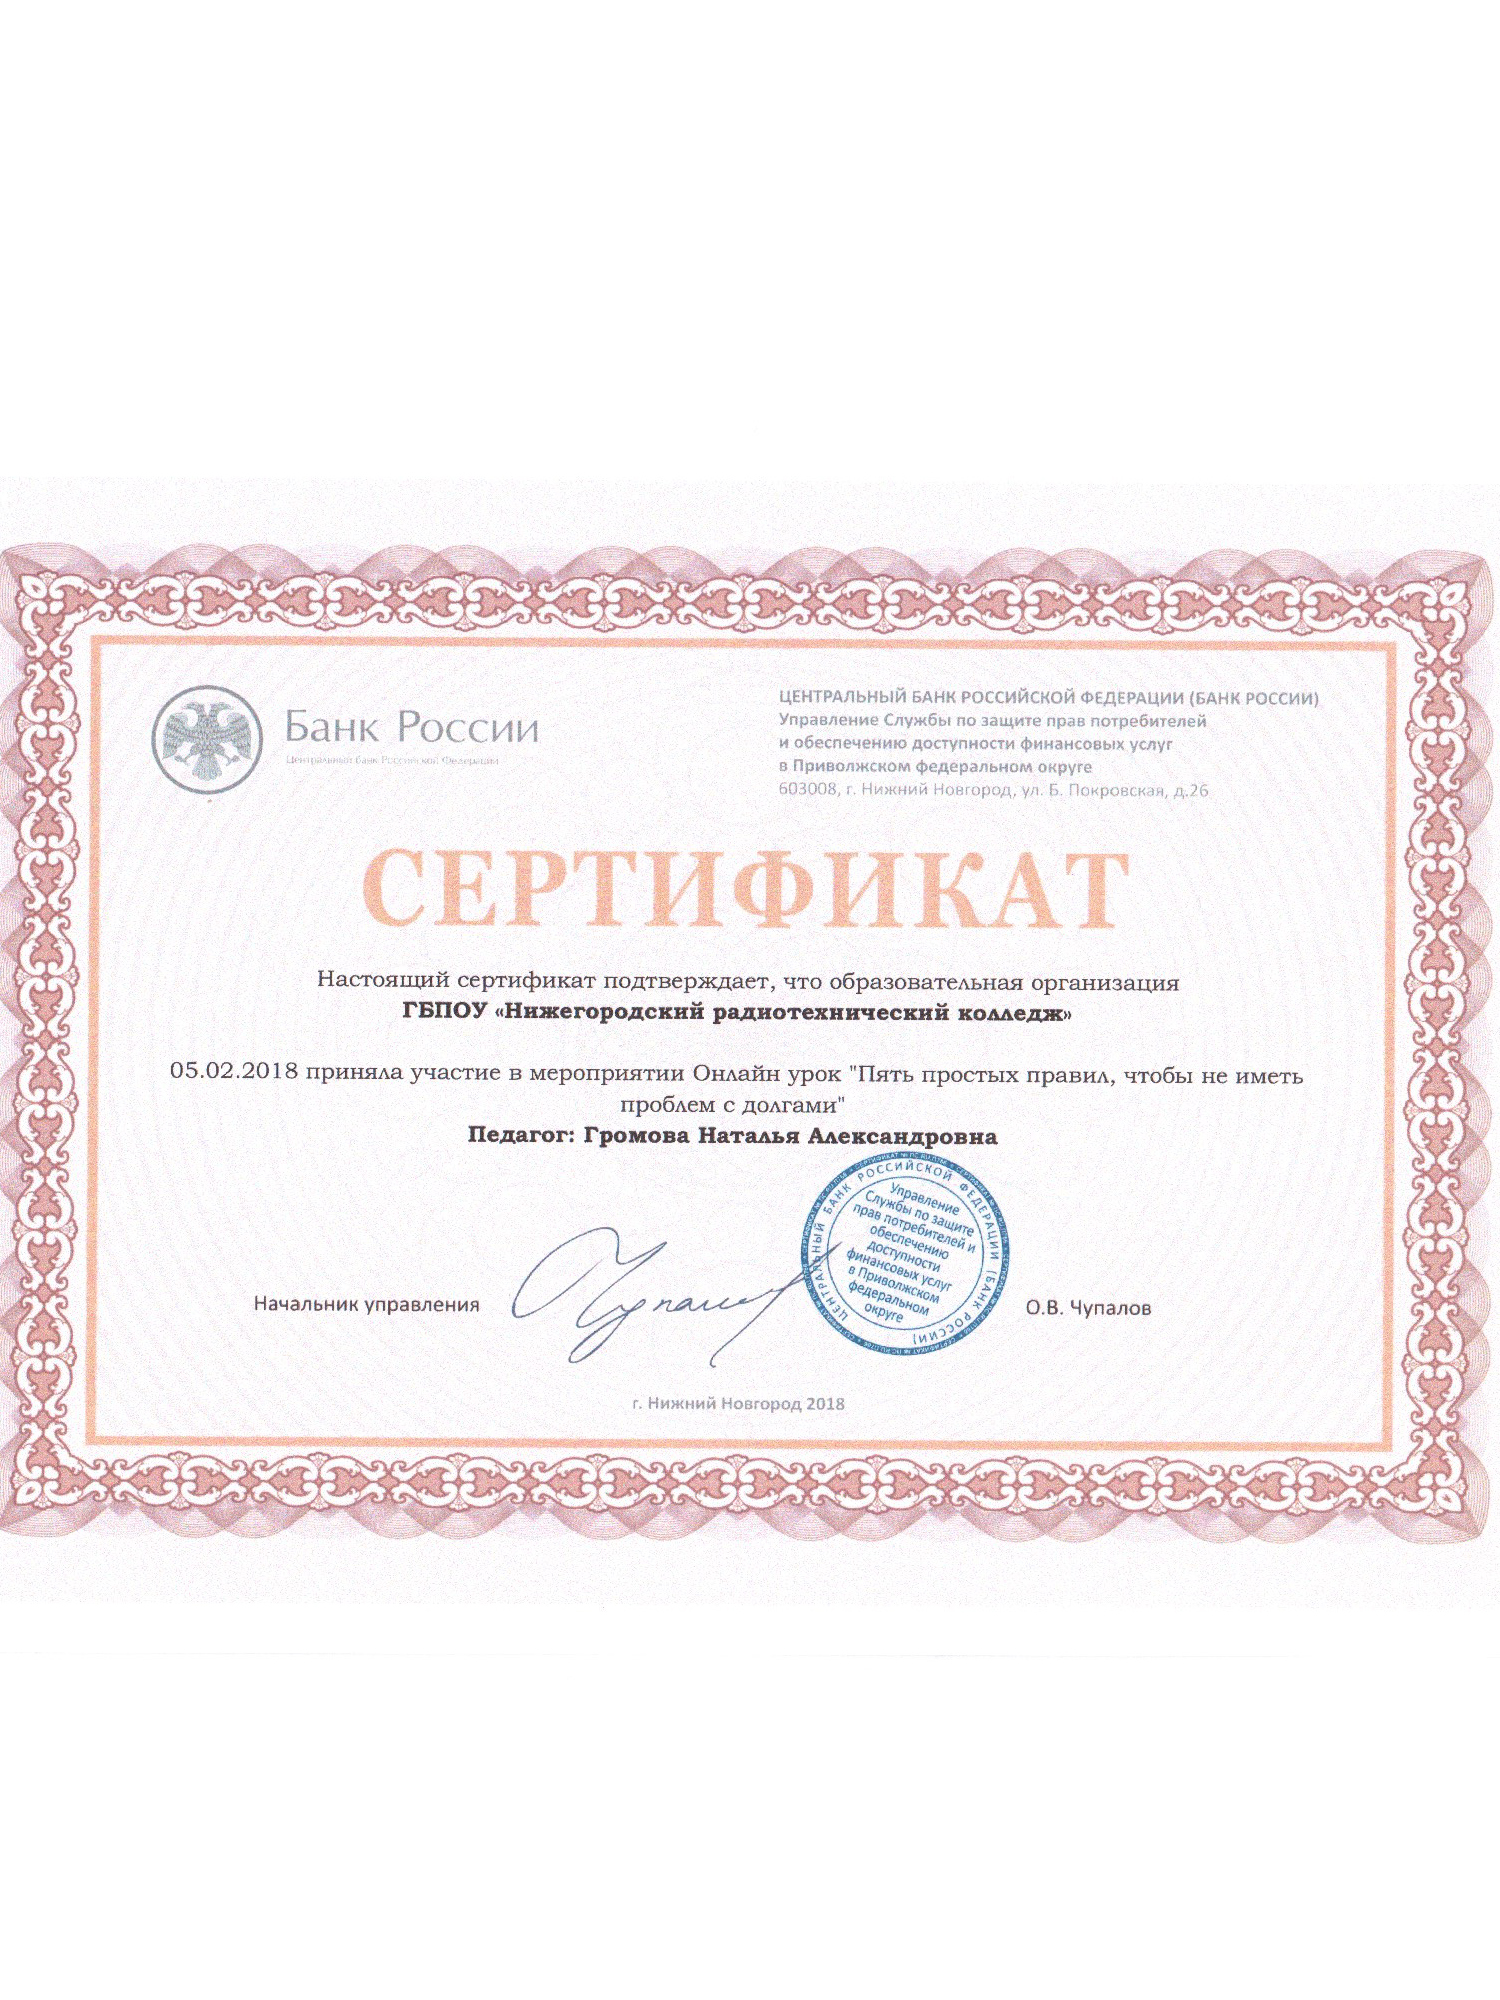 Банк России
Центральный банк Российской Федерации
ЦЕНТРАЛЬНЫЙ БАНК РОССИЙСКОЙ ФЕДЕРАЦИИ (БАНК РОССИИ)
Управление Службы по защите прав потребителей
и обеспечению доступности финансовых услуг
в Приволжском федеральном округе
603008, г. Нижний Новгород, ул. Б. Покровская, д.26
СЕРТИФИКАТ
Настоящий сертификат подтверждает, что образовательная организация
ГБПОУ «Нижегородский радиотехнический колледж»
05.02.2018 приняла участие в мероприятии Онлайн урок "Пять простых правил, чтобы не иметь
проблем с долгами"
Педагог: Громова Наталья Александровна
ЦЕНТРАЛЬНЫЙ БАНК РОССИЙСКОЙ ФЕДЕРАЦИИ (БАНК РОССИИ)
Управление
Службы по защите
прав потребителей и
обеспечению
доступности
финансовых услуг
в Приволжском
федеральном
округе
Начальник управления
О.В. Чупалов
г. Нижний Новгород 2018